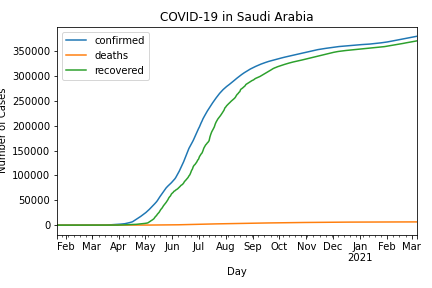 COVID-19 in Saudi Arabia
confirmed
deaths
recovered
350000
300000
250000
200000
150000
100000
50000
0
Number of Cases
Feb Mar Apr May Jun Jul Aug Sep Oct Nov Dec Jan Feb Mar
2021
Day